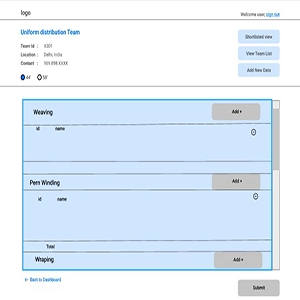 logo
Welcome user, sign out
Uniform distribution Team
Shortlisted view
Team Id : X301
Location : Delhi, India
View Team List
Contact : 909 898 XXXX
Add New Data
44' 58'
Weaving Add +
id name
Pern Winding Add +
id name
Total
Wraping Add +
Back to Dashboard
Submit